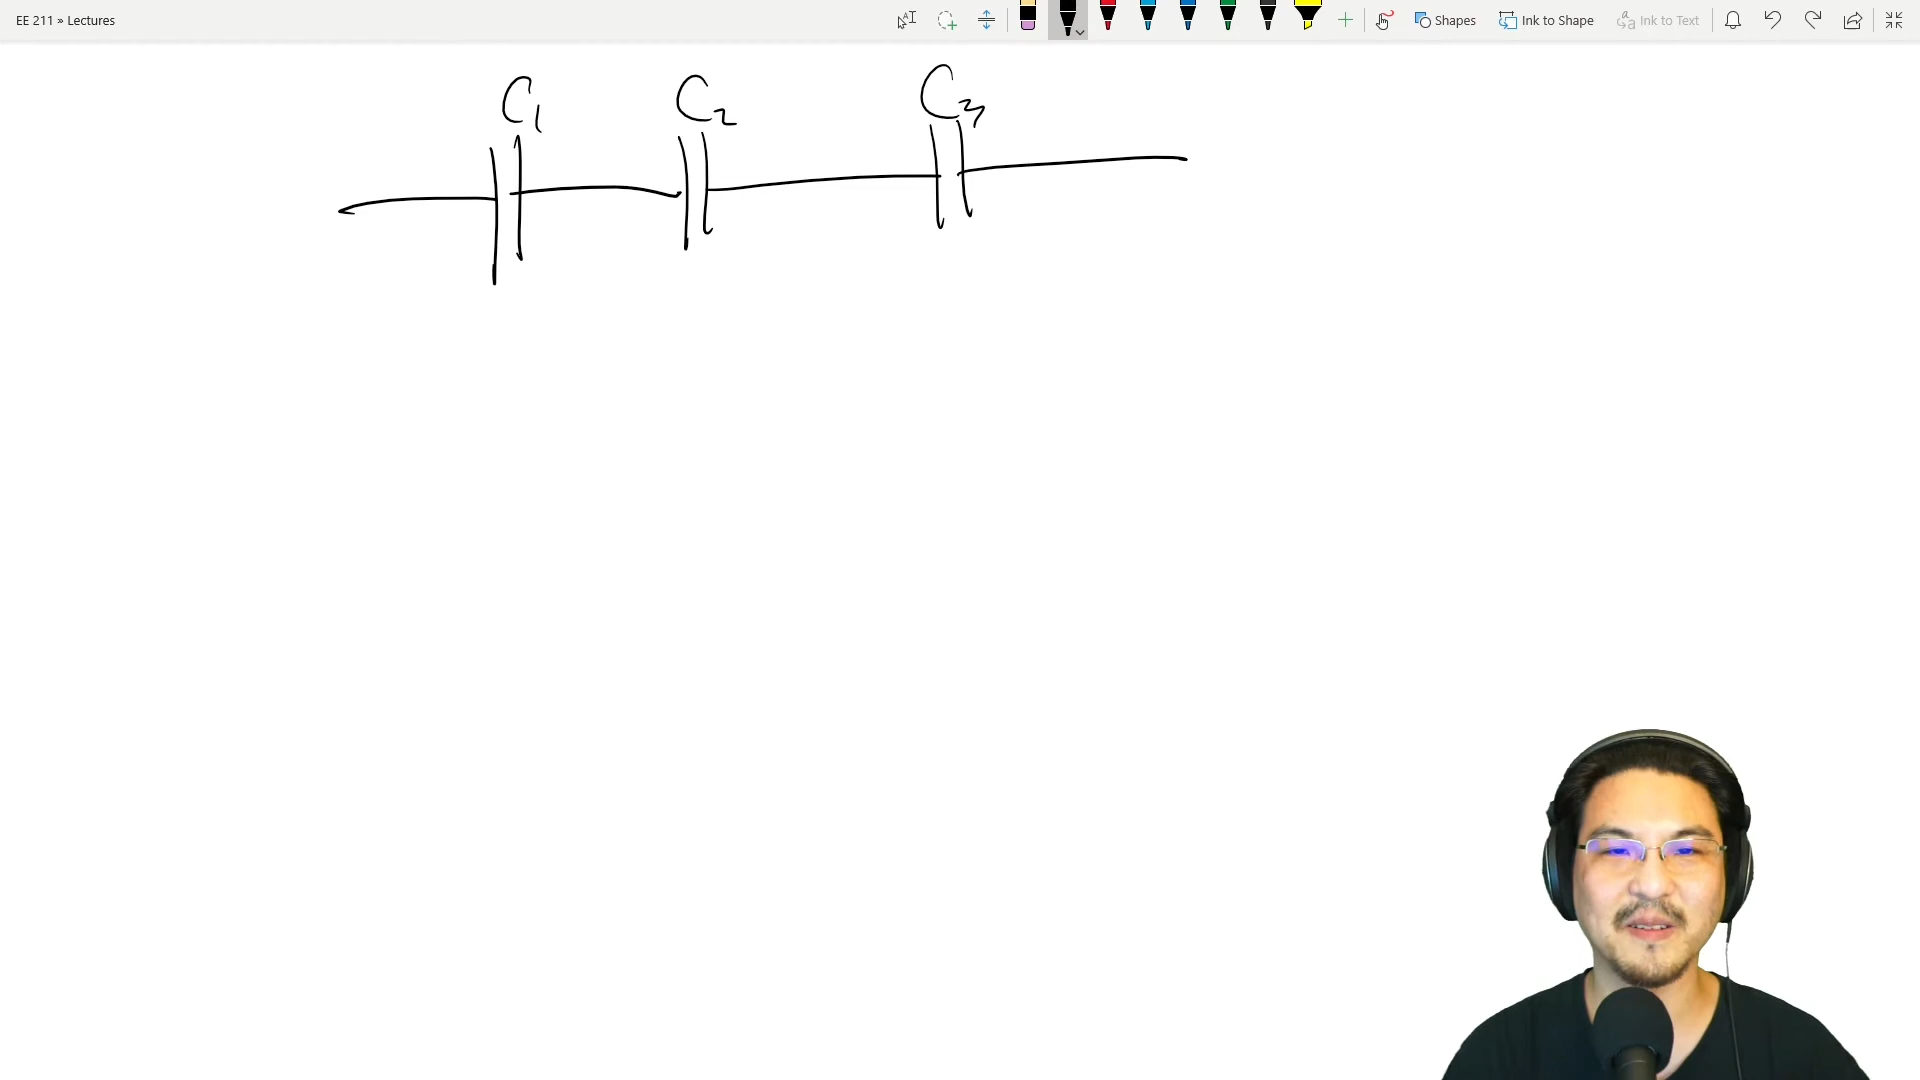 EE 211 » Lectures
Shapes
Ink to Shape
Ink to Text
C₁ C₂ C₃